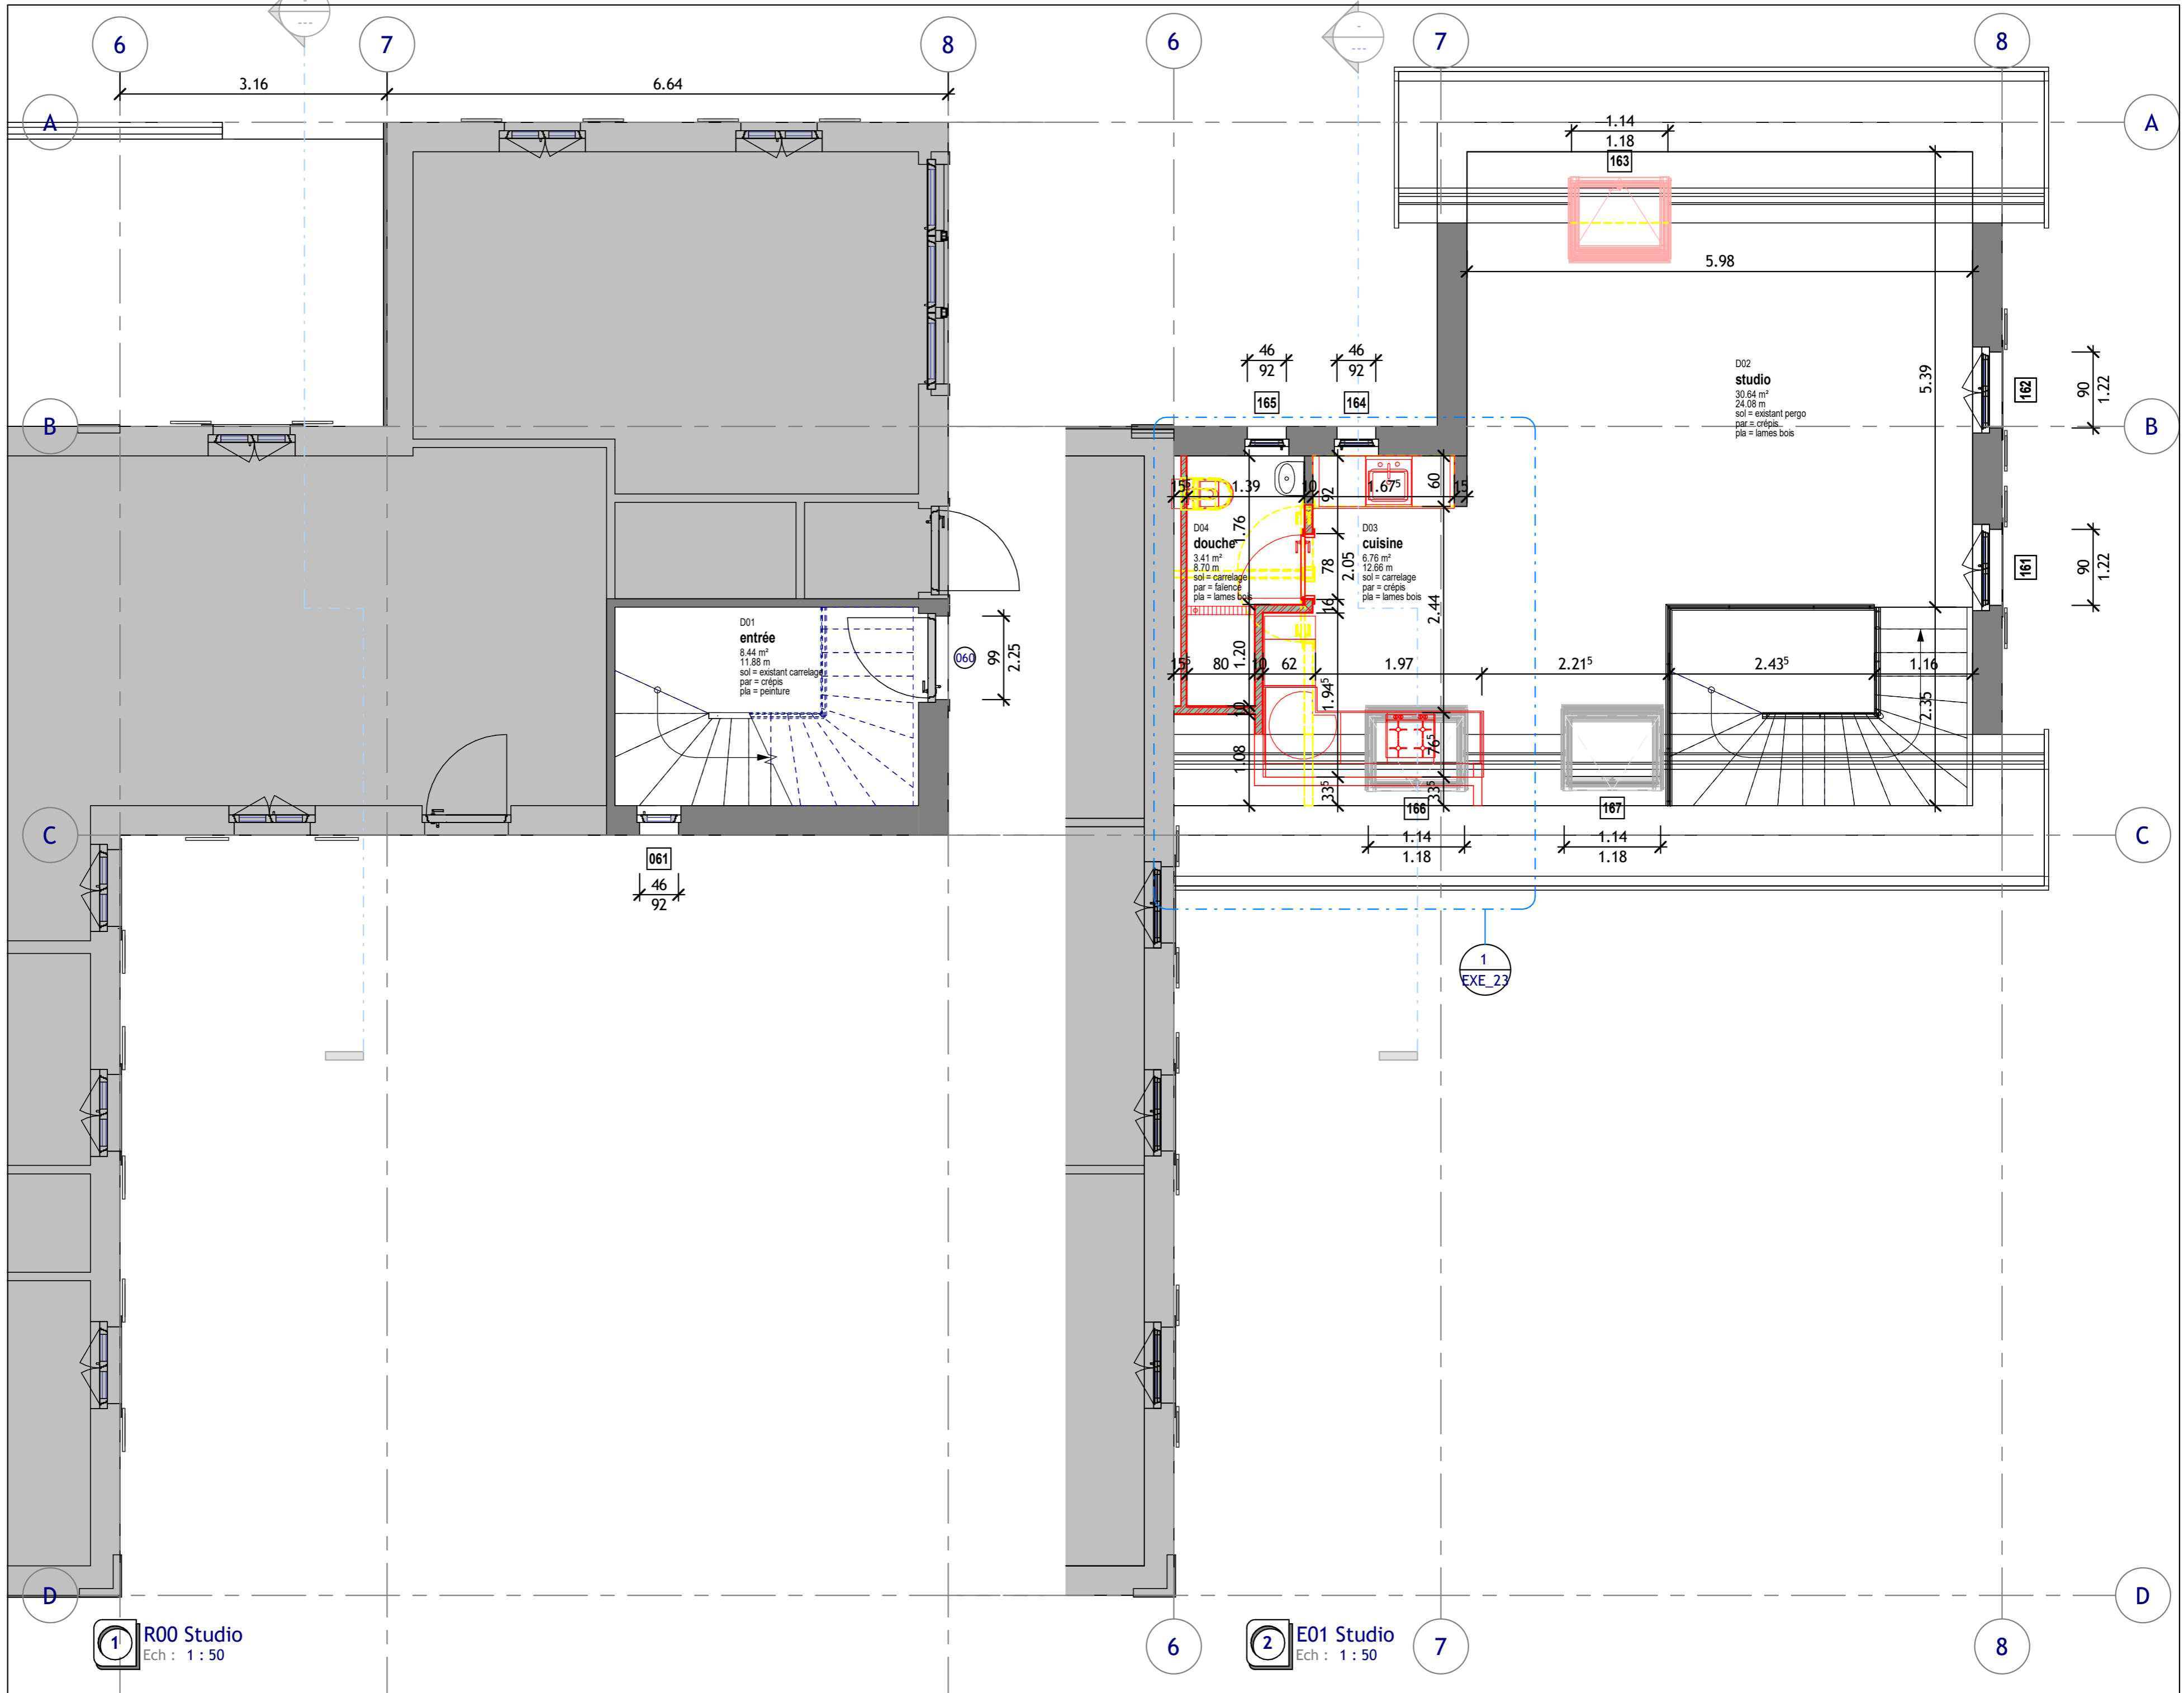 ---
---
6
7
8
6
7
8
3.16
6.64
A
A
1.14
1.18
163
5.98
5.39
46
92
165
46
92
164
162
90
1.22
B
B
161
90
1.22
D02
studio
30.64 m²
24.08 m
sol = existant pergo
par = crépis
pla = lames bois
15⁵
1.39
10
92
1.67⁵
60
15
1.76
D04
douche
3.41 m²
8.70 m
sol = carrelage
par = faïence
pla = lames bois
78
2.05
16
D03
cuisine
6.76 m²
12.66 m
sol = carrelage
par = crépis
pla = lames bois
2.44
D01
entrée
8.44 m²
11.88 m
sol = existant carrelage
par = crépis
pla = peinture
060
99
2.25
15⁵
80
1.20
10
62
1.97
2.21⁵
2.43⁵
1.16
1.94⁵
10
2.35
1.08
76⁵
33⁵
33⁵
166
1.14
1.18
167
1.14
1.18
C
C
061
46
92
1
EXE_23
D
D
1
R00 Studio
Ech : 1 : 50
6
2
E01 Studio
Ech : 1 : 50
7
8